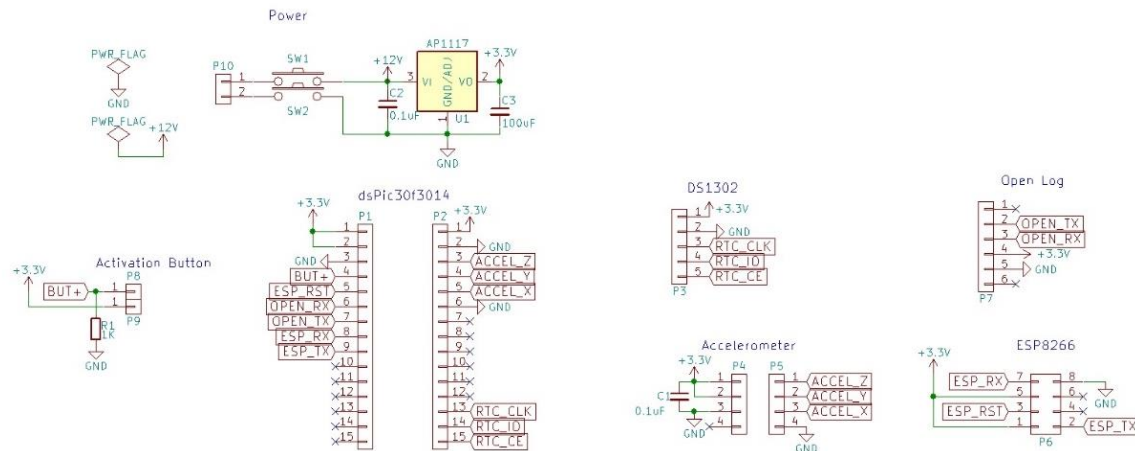 Power
PWR_FLAG
GND
PWR_FLAG
+12V
P10
1
2
SW1
SW2
+12V
C2
0.1uF
AP1117
3
VI
GND/ADJ
VO
2
1
U1
GND
+3.3V
C3
100uF
Activation Button
+3.3V
BUT+
1
P8
1
P9
R1
1K
GND
dsPic30f3014
+3.3V
P1
1
2
GND
3
BUT+
4
ESP_RST
5
OPEN_RX
6
OPEN_TX
7
ESP_RX
8
ESP_TX
9
10
11
12
13
14
15
P2
+3.3V
1
2
GND
3
ACCEL_Z
4
ACCEL_Y
5
ACCEL_X
6
GND
7
8
9
10
11
12
13
RTC_CLK
14
RTC_IO
15
RTC_CE
DS1302
1
+3.3V
2
GND
3
RTC_CLK
4
RTC_IO
5
RTC_CE
P3
Open Log
1
2
OPEN_TX
3
OPEN_RX
4
+3.3V
5
GND
6
P7
Accelerometer
+3.3V
P4
1
2
3
4
C1
0.1uF
GND
P5
1
ACCEL_Z
2
ACCEL_Y
3
ACCEL_X
4
GND
ESP8266
+3.3V
ESP_RX
7
8
GND
5
6
ESP_RST
3
4
1
2
ESP_TX
P6